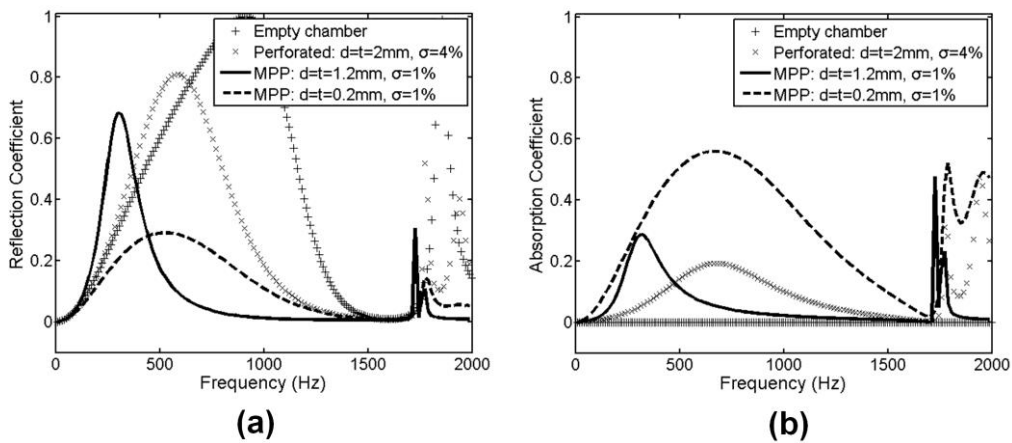 1
0.8
0.6
0.4
0.2
0
Reflection Coefficient
Empty chamber
Perforated: d=t=2mm, σ=4%
MPP: d=t=1.2mm, σ=1%
MPP: d=t=0.2mm, σ=1%
0 500 1000 1500 2000
Frequency (Hz)
(a)
1
0.8
0.6
0.4
0.2
0
Absorption Coefficient
Empty chamber
Perforated: d=t=2mm, σ=4%
MPP: d=t=1.2mm, σ=1%
MPP: d=t=0.2mm, σ=1%
0 500 1000 1500 2000
Frequency (Hz)
(b)